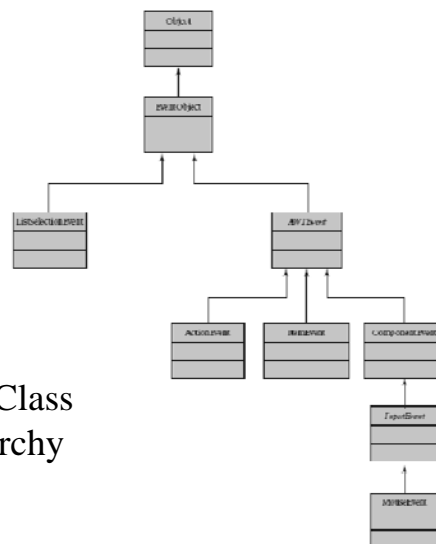 Object
EventObject
ListSelectionEvent
AWTEvent
ActionEvent
ItemEvent
ComponentEvent
InputEvent
MouseEvent
Class
rchy